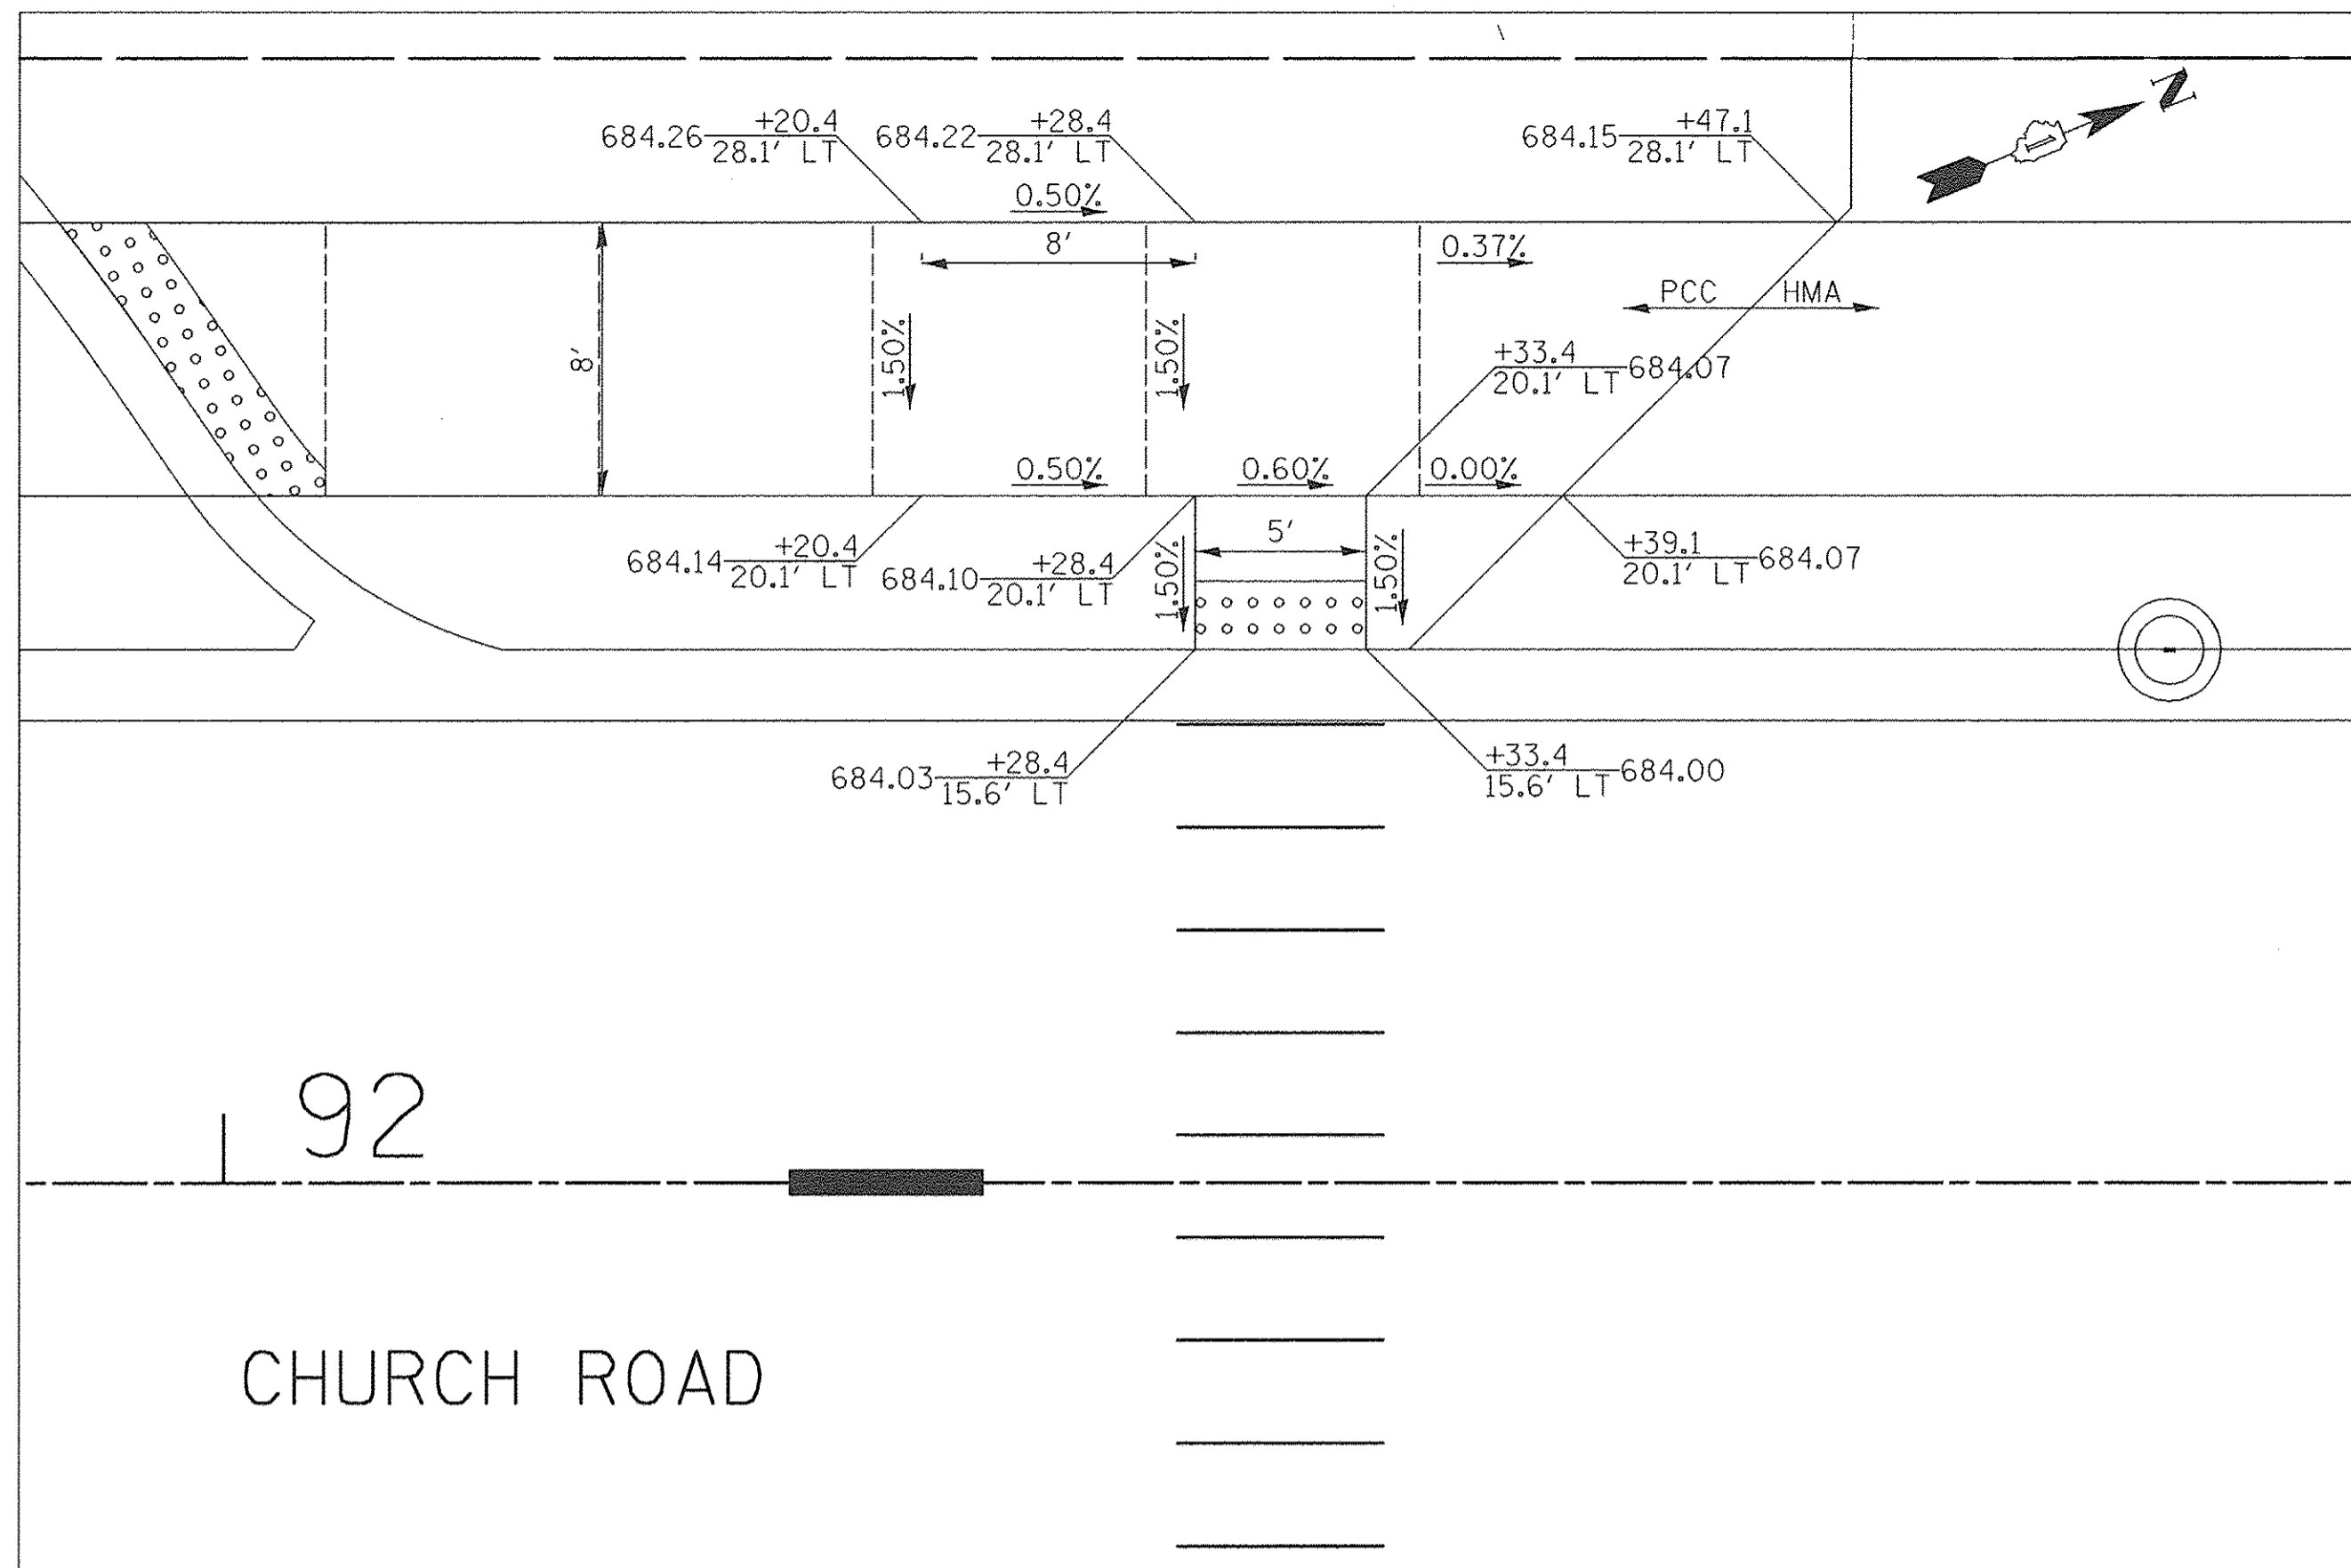 N
684.26 +20.4
28.1' LT
684.22 +28.4
28.1' LT
684.15 +47.1
28.1' LT
0.50%
8'
0.37%
PCC HMA
8'
1.50%
1.50%
+33.4
20.1' LT 684.07
0.50%
0.60%
0.00%
5'
684.14 +20.4
20.1' LT
684.10 +28.4
20.1' LT
1.50%
1.50%
+39.1
20.1' LT 684.07
684.03 +28.4
15.6' LT
+33.4
15.6' LT 684.00
92
CHURCH ROAD